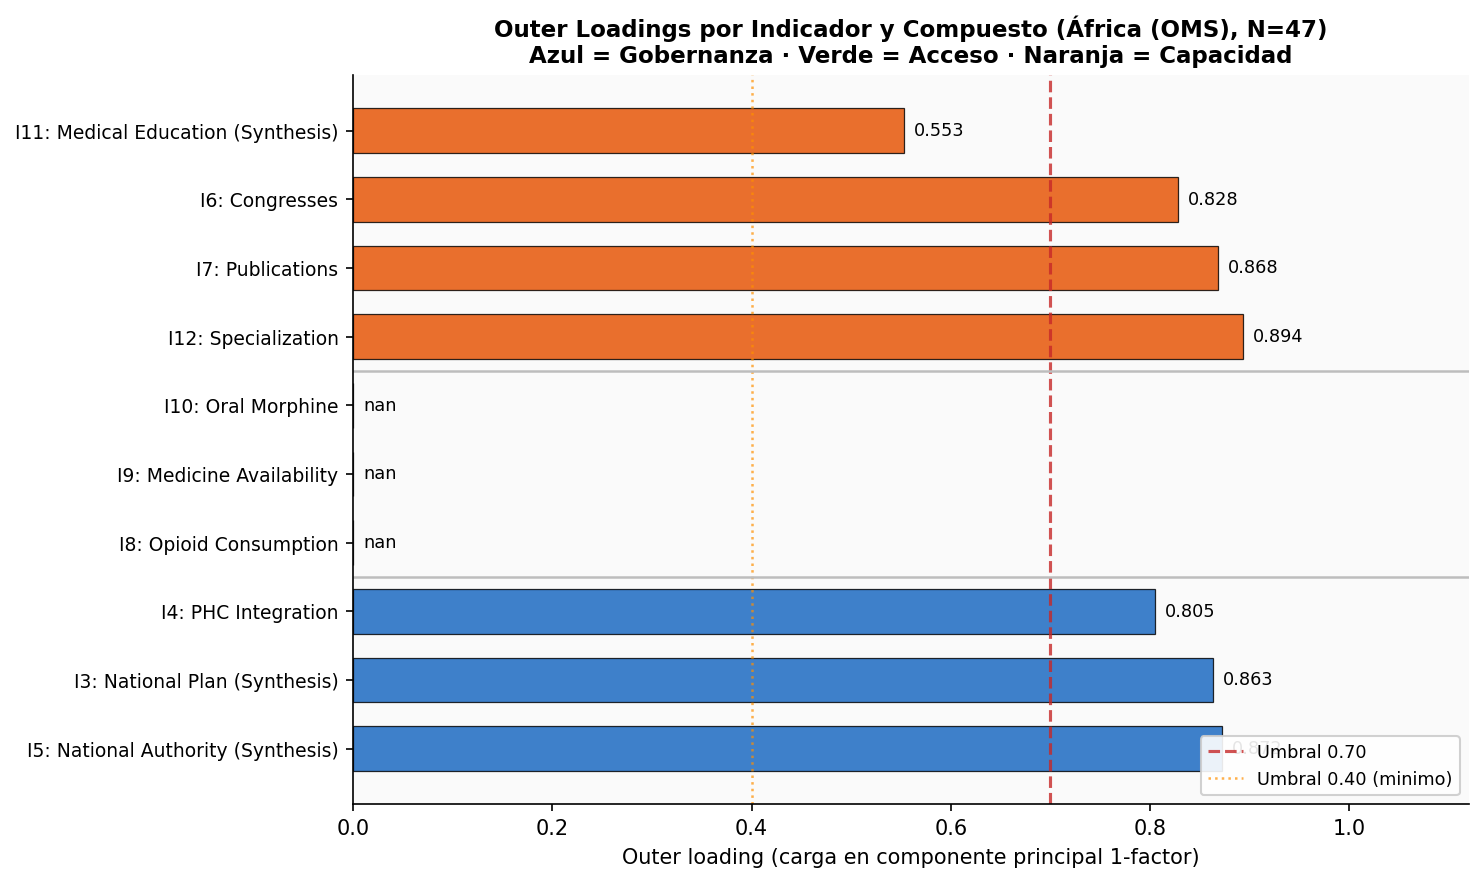 Outer Loadings por Indicador y Compuesto (África (OMS), N=47)
Azul = Gobernanza · Verde = Acceso · Naranja = Capacidad
I11: Medical Education (Synthesis)
0.553
I6: Congresses
0.828
I7: Publications
0.868
I12: Specialization
0.894
I10: Oral Morphine
nan
I9: Medicine Availability
nan
I8: Opioid Consumption
nan
I4: PHC Integration
0.805
I3: National Plan (Synthesis)
0.863
I5: National Authority (Synthesis)
Umbral 0.70
Umbral 0.40 (minimo)
0.0 0.2 0.4 0.6 0.8 1.0
Outer loading (carga en componente principal 1-factor)